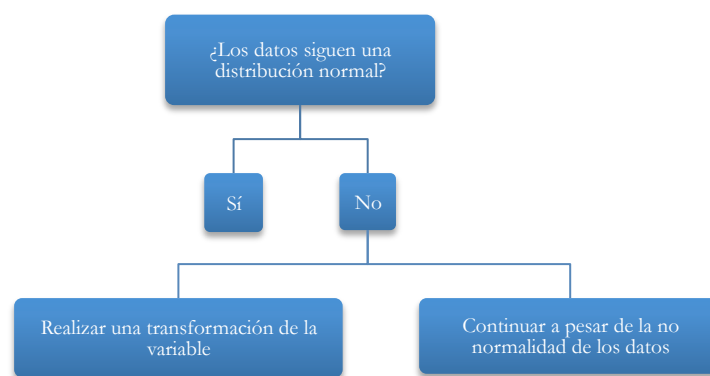 ¿Los datos siguen una
distribución normal?
Sí
No
Realizar una transformación de la
variable
Continuar a pesar de la no
normalidad de los datos